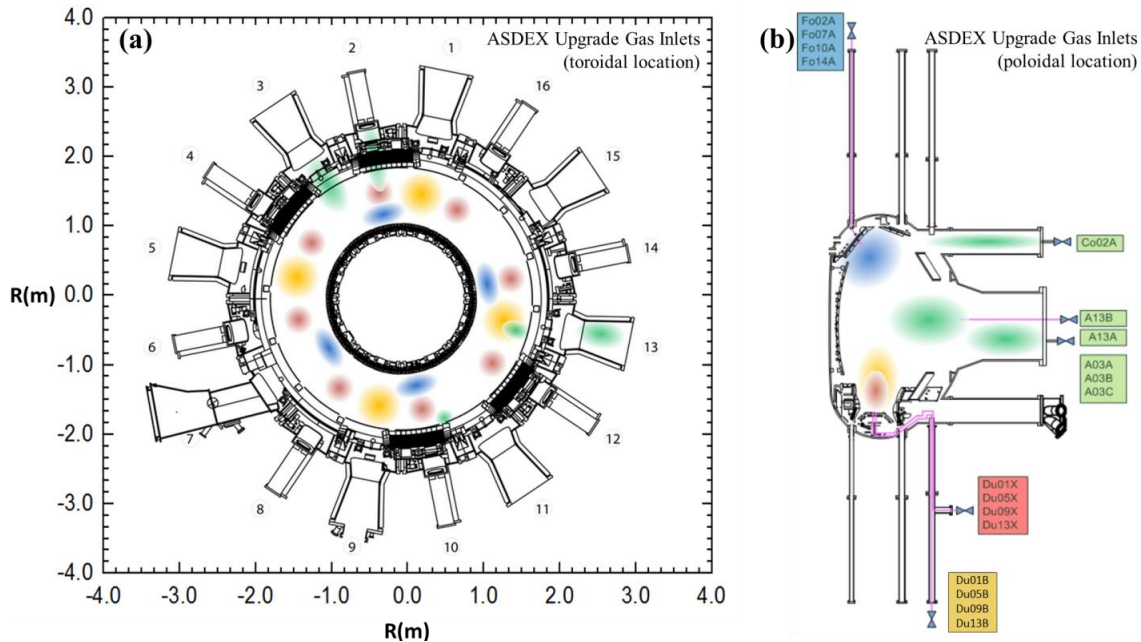 (a)
ASDEX Upgrade Gas Inlets
(toroidal location)
4.0
3.0
2.0
1.0
0.0
-1.0
-2.0
-3.0
-4.0
R(m)
-4.0 -3.0 -2.0 -1.0 0.0 1.0 2.0 3.0 4.0
R(m)
1
2
3
4
5
6
7
8
9
10
11
12
13
14
15
16
(b)
ASDEX Upgrade Gas Inlets
(poloidal location)
Fo02A
Fo07A
Fo10A
Fo14A
Co02A
A13B
A13A
A03A
A03B
A03C
Du01X
Du05X
Du09X
Du13X
Du01B
Du05B
Du09B
Du13B